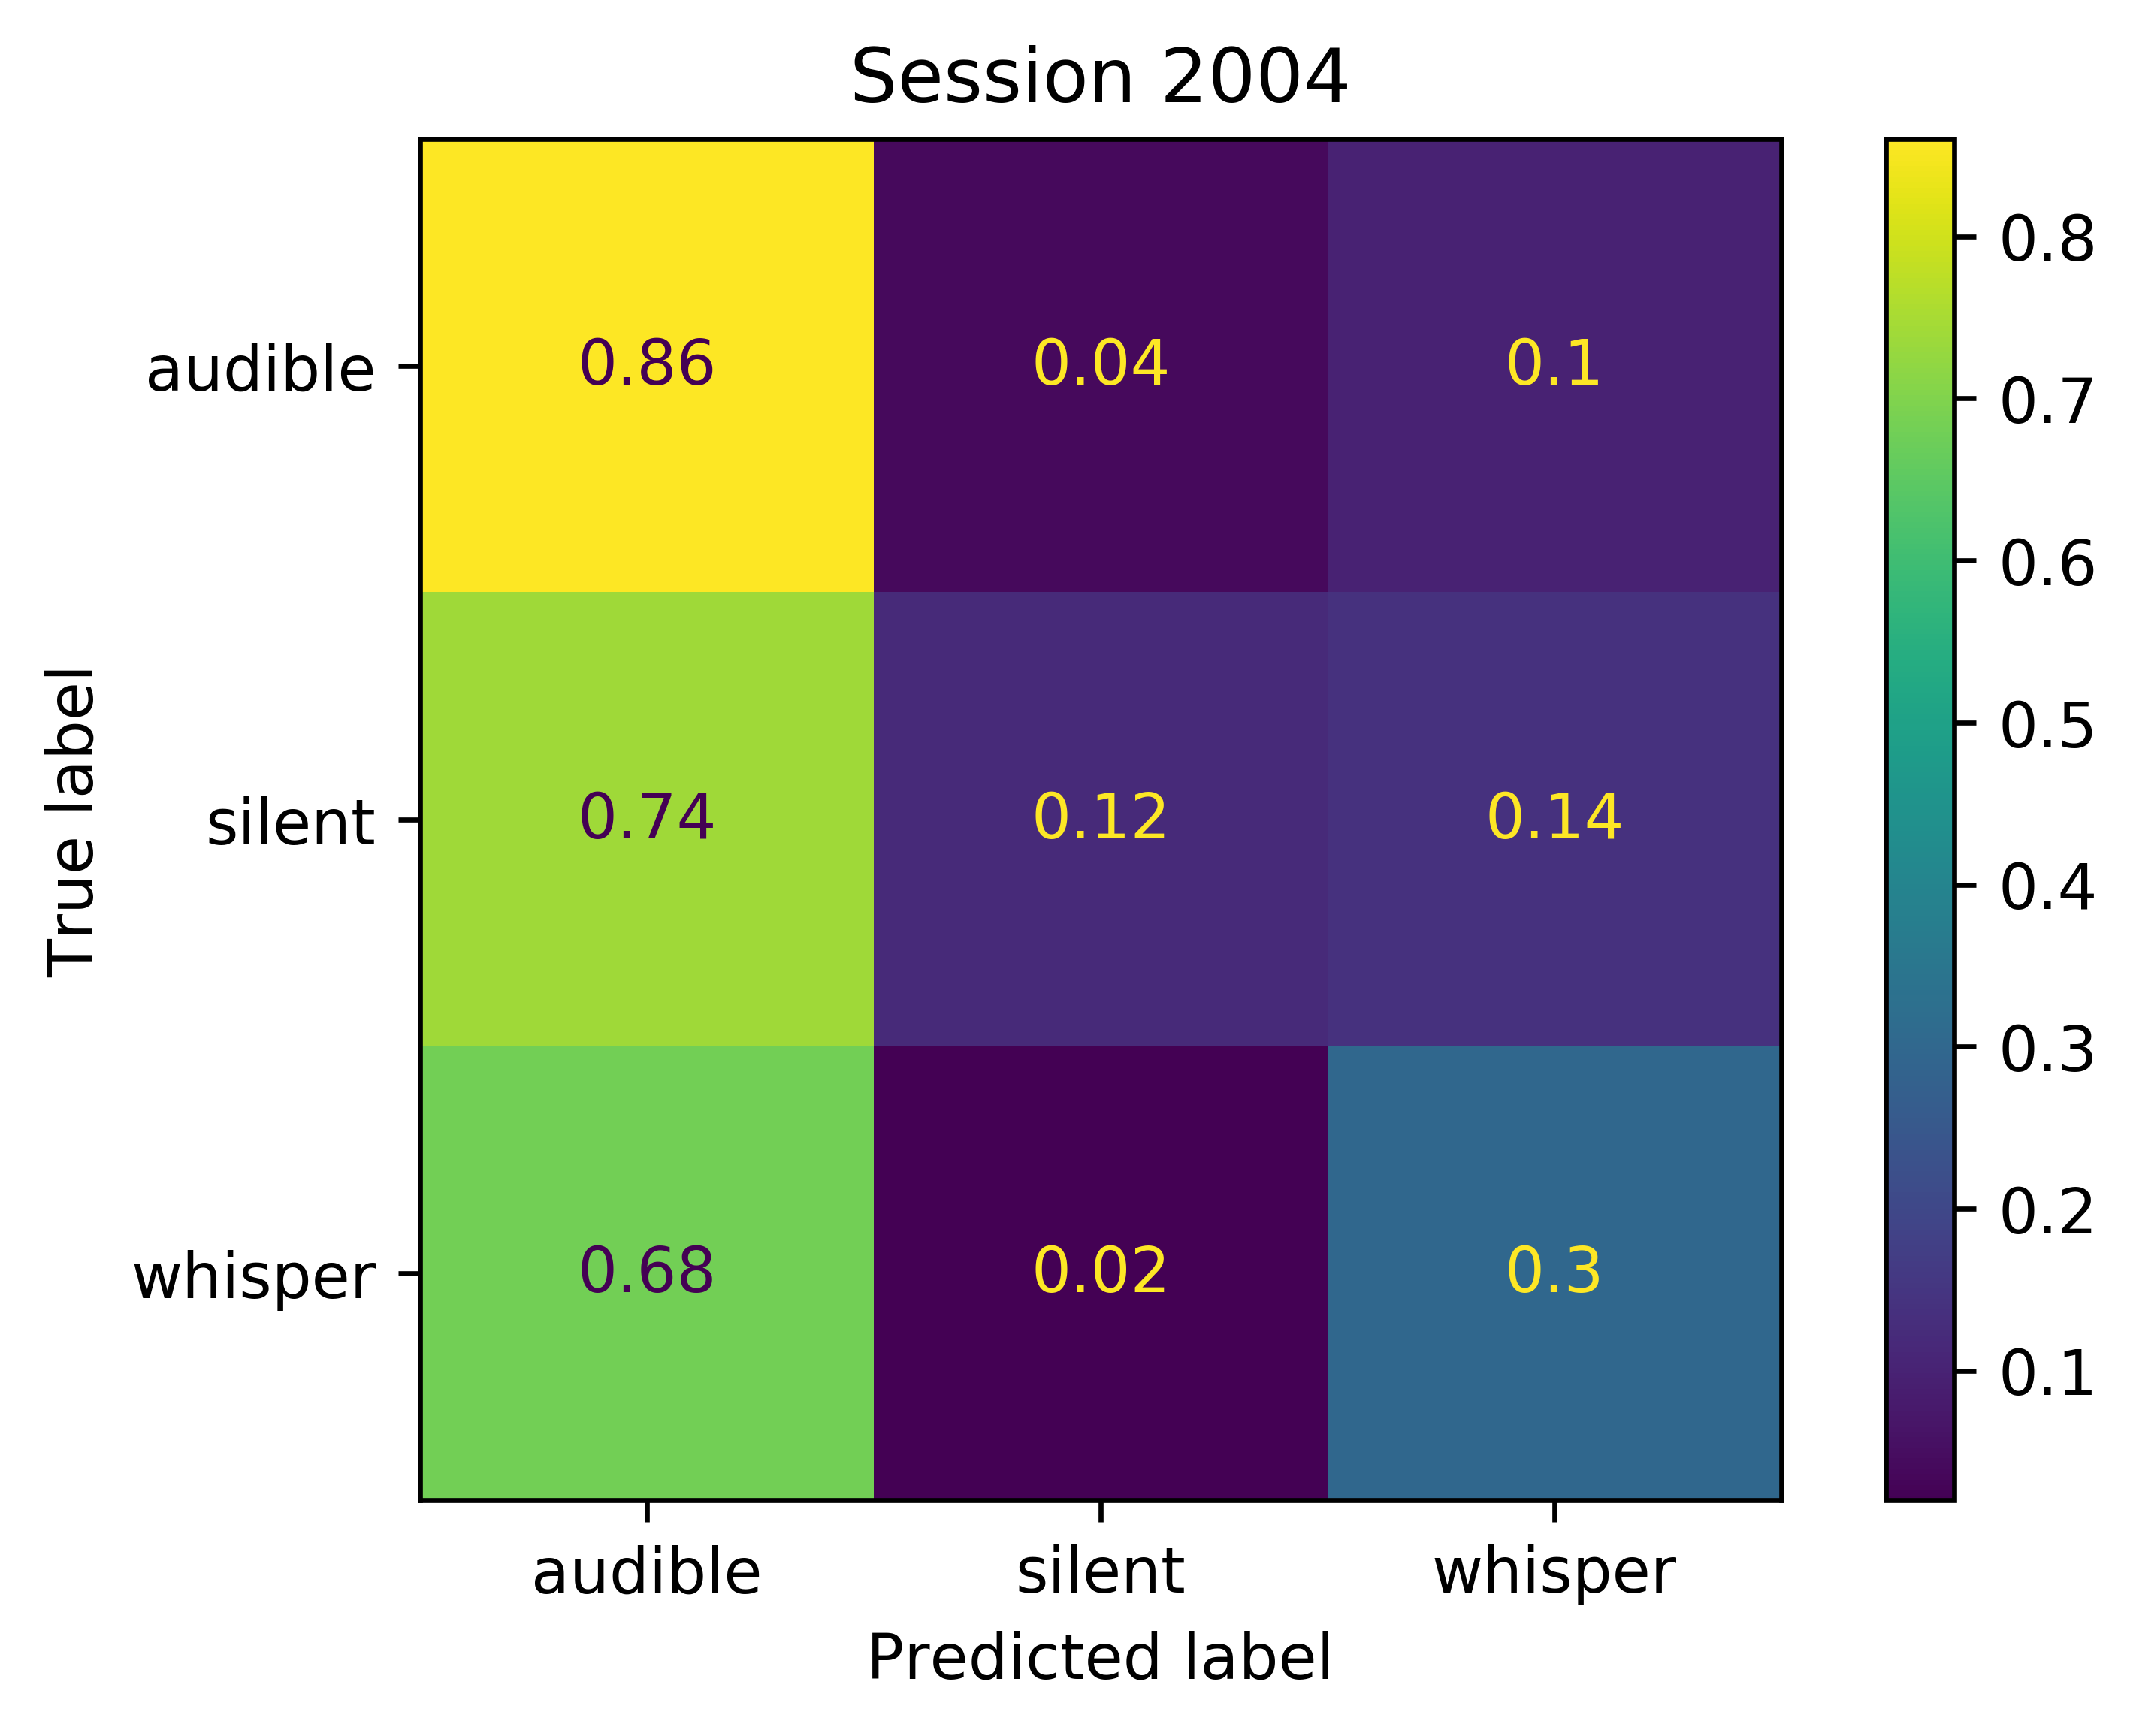 Session 2004
True label
audible
silent
whisper
0.86 0.04 0.1
0.74 0.12 0.14
0.68 0.02 0.3
audible silent whisper
Predicted label
0.8
0.7
0.6
0.5
0.4
0.3
0.2
0.1